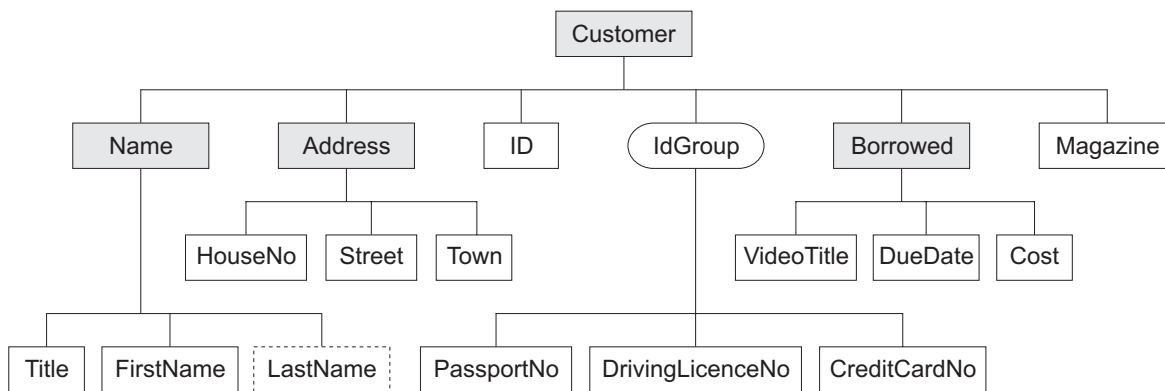 Customer
Name Address ID IdGroup Borrowed Magazine
HouseNo Street Town VideoTitle DueDate Cost
Title FirstName LastName PassportNo DrivingLicenceNo CreditCardNo